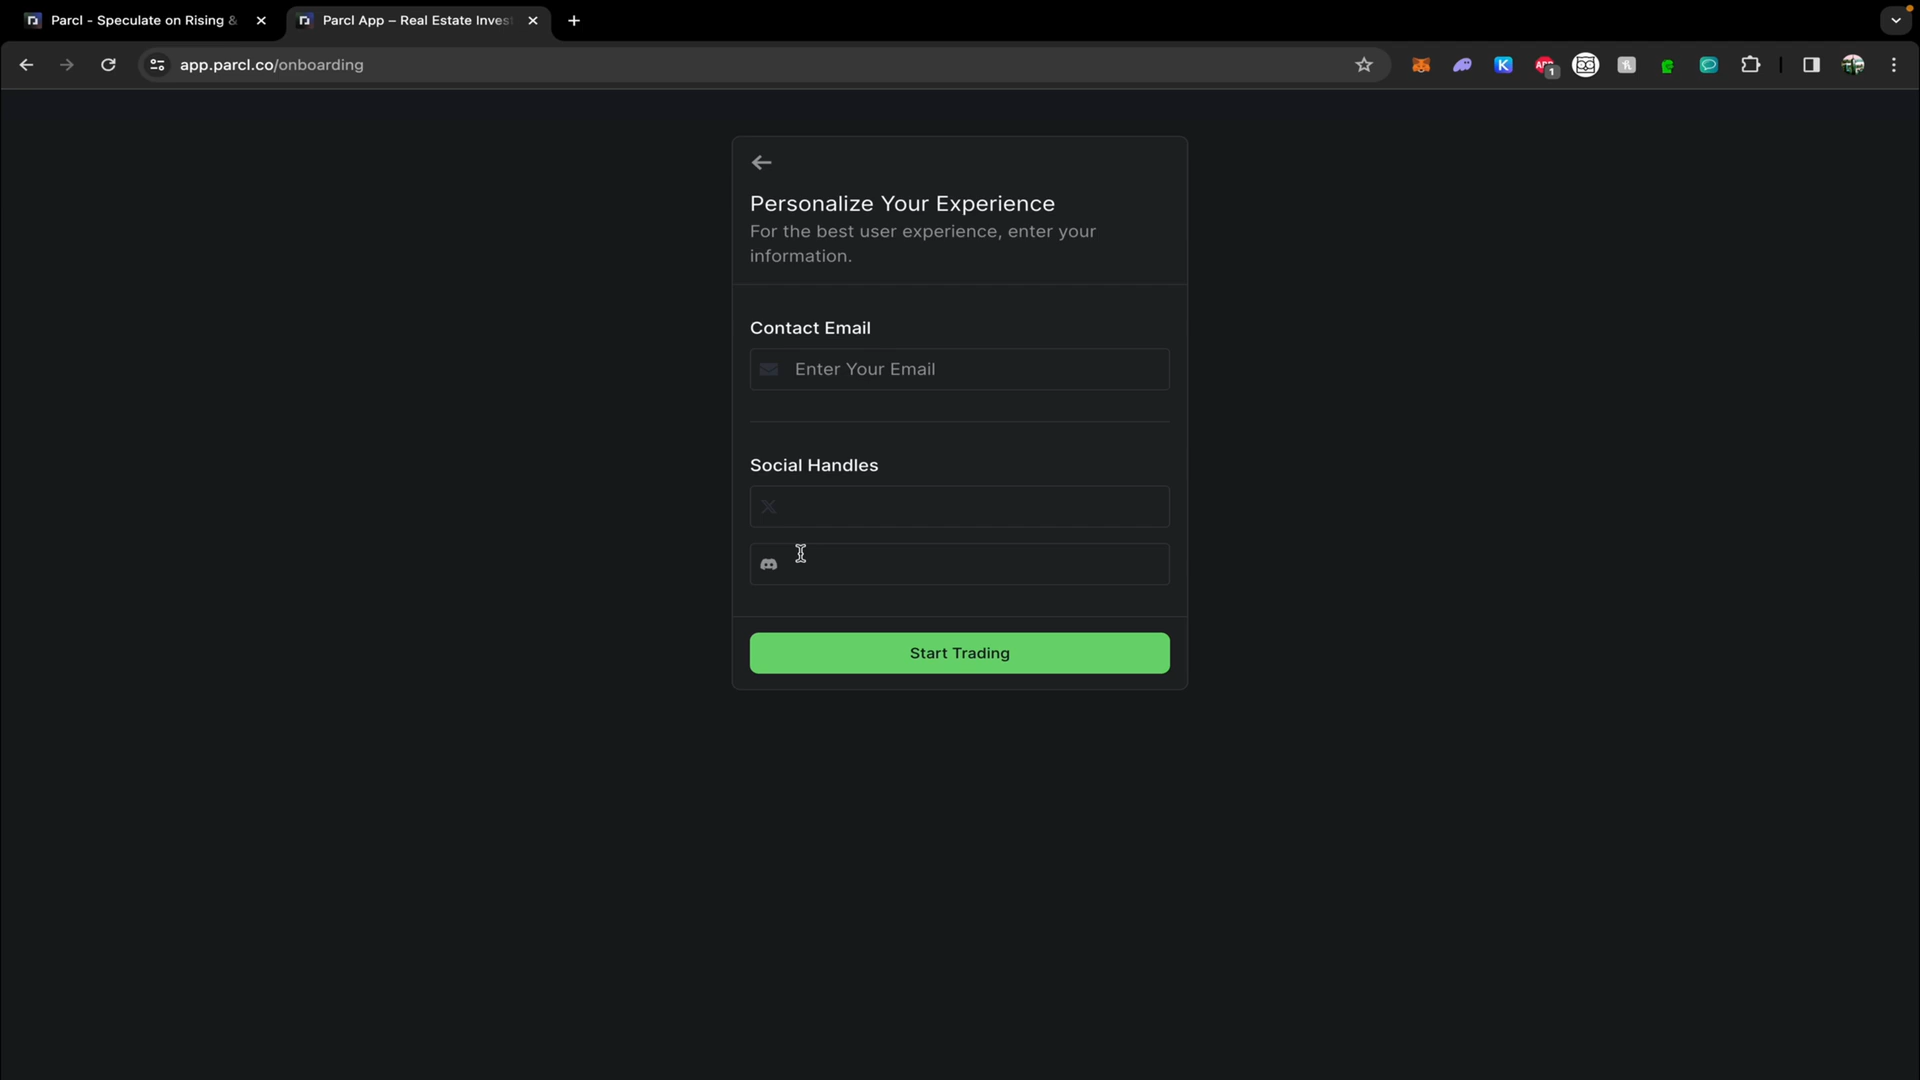 Parcl - Speculate on Rising &
Parcl App – Real Estate Inves
app.parcl.co/onboarding
1
Personalize Your Experience
For the best user experience, enter your
information.
Contact Email
Enter Your Email
Social Handles
Start Trading